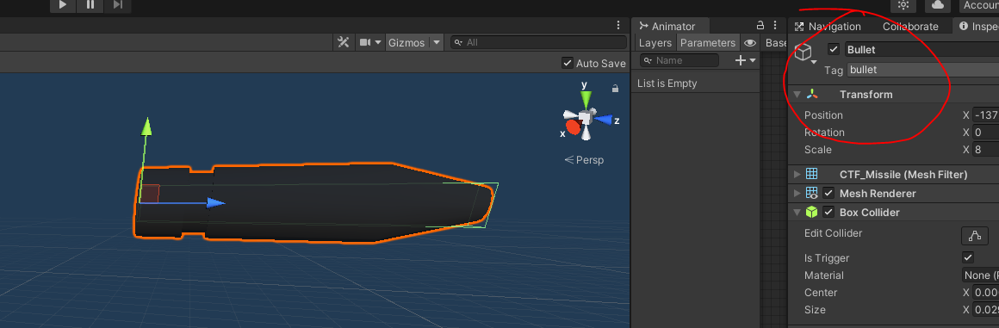 Accoun
Animator
Navigation
Collaborate
Inspe
Gizmos
All
Layers
Parameters
Base
Bullet
Auto Save
Name
Tag
bullet
List is Empty
y
z
x
Persp
Transform
Position
X
-137
Rotation
X
0
Scale
X
8
CTF_Missile (Mesh Filter)
Mesh Renderer
Box Collider
Edit Collider
Is Trigger
Material
None (
Center
X
0.00
Size
X
0.029